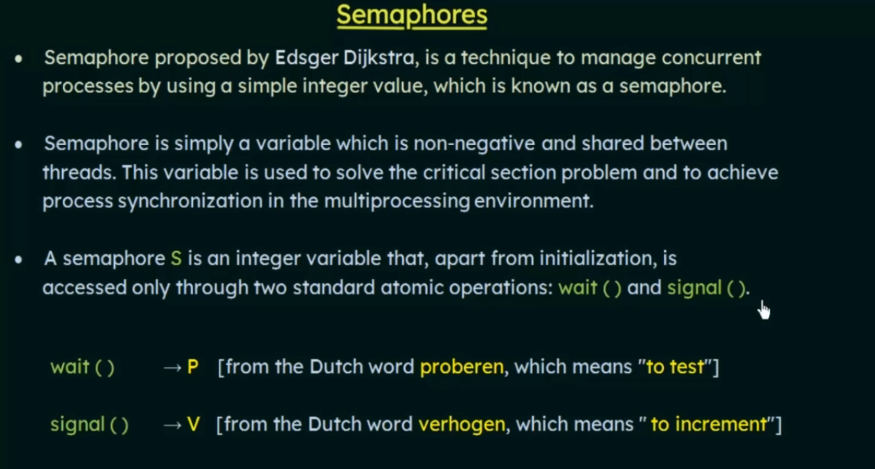 Semaphores
• Semaphore proposed by Edsger Dijkstra, is a technique to manage concurrent
processes by using a simple integer value, which is known as a semaphore.
• Semaphore is simply a variable which is non-negative and shared between
threads. This variable is used to solve the critical section problem and to achieve
process synchronization in the multiprocessing environment.
• A semaphore S is an integer variable that, apart from initialization, is
accessed only through two standard atomic operations: wait ( ) and signal ( ).
wait ( ) → P [from the Dutch word proberen, which means "to test"]
signal ( ) → V [from the Dutch word verhogen, which means " to increment"]